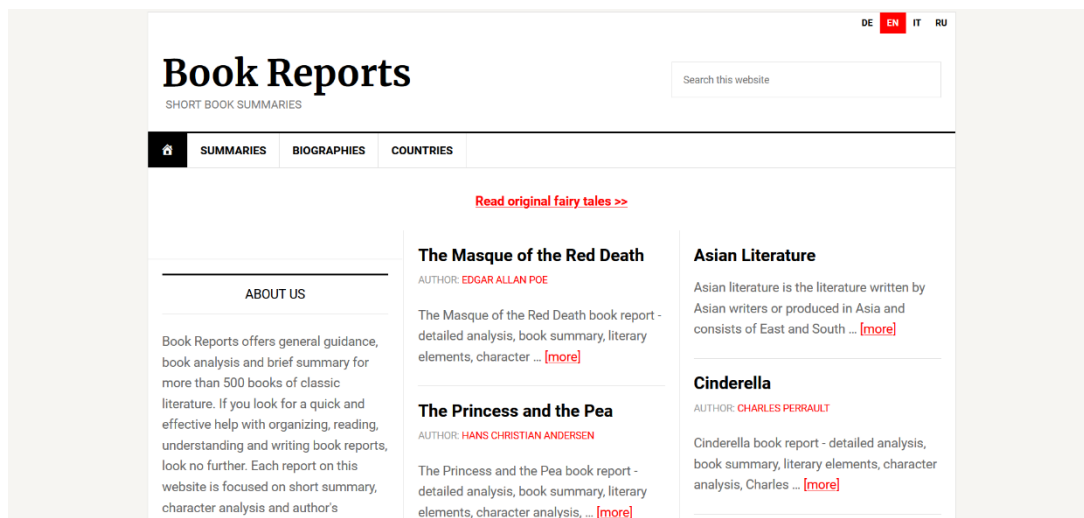 DE EN IT RU
Book Reports
SHORT BOOK SUMMARIES
Search this website
SUMMARIES BIOGRAPHIES COUNTRIES
Read original fairy tales >>
ABOUT US
Book Reports offers general guidance,
book analysis and brief summary for
more than 500 books of classic
literature. If you look for a quick and
effective help with organizing, reading,
understanding and writing book reports,
look no further. Each report on this
website is focused on short summary,
character analysis and author's
The Masque of the Red Death
AUTHOR: EDGAR ALLAN POE
The Masque of the Red Death book report -
detailed analysis, book summary, literary
elements, character ... [more]
The Princess and the Pea
AUTHOR: HANS CHRISTIAN ANDERSEN
The Princess and the Pea book report -
detailed analysis, book summary, literary
elements, character analysis, ... [more]
Asian Literature
Asian literature is the literature written by
Asian writers or produced in Asia and
consists of East and South ... [more]
Cinderella
AUTHOR: CHARLES PERRAULT
Cinderella book report - detailed analysis,
book summary, literary elements, character
analysis, Charles ... [more]